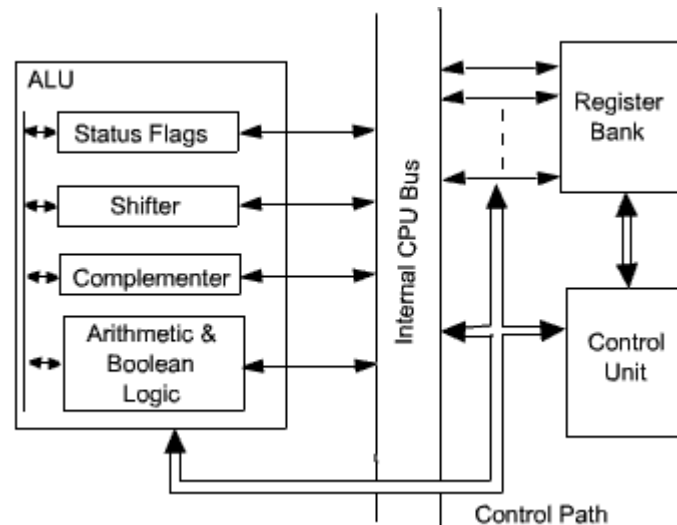 ALU
Status Flags
Shifter
Complementer
Arithmetic &
Boolean
Logic
Internal CPU Bus
Register
Bank
Control
Unit
Control Path